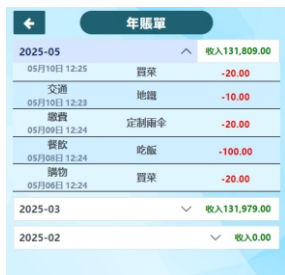 年賬單
2025-05 收入131,809.00
05月10日 12:25 買菜 -20.00
交通
05月10日 12:23 地鐵 -10.00
繳費
05月09日 12:24 定制雨伞 -20.00
餐飲
05月08日 12:24 吃飯 -100.00
購物
05月06日 12:24 買菜 -20.00
2025-03 收入131,979.00
2025-02 收入0.00